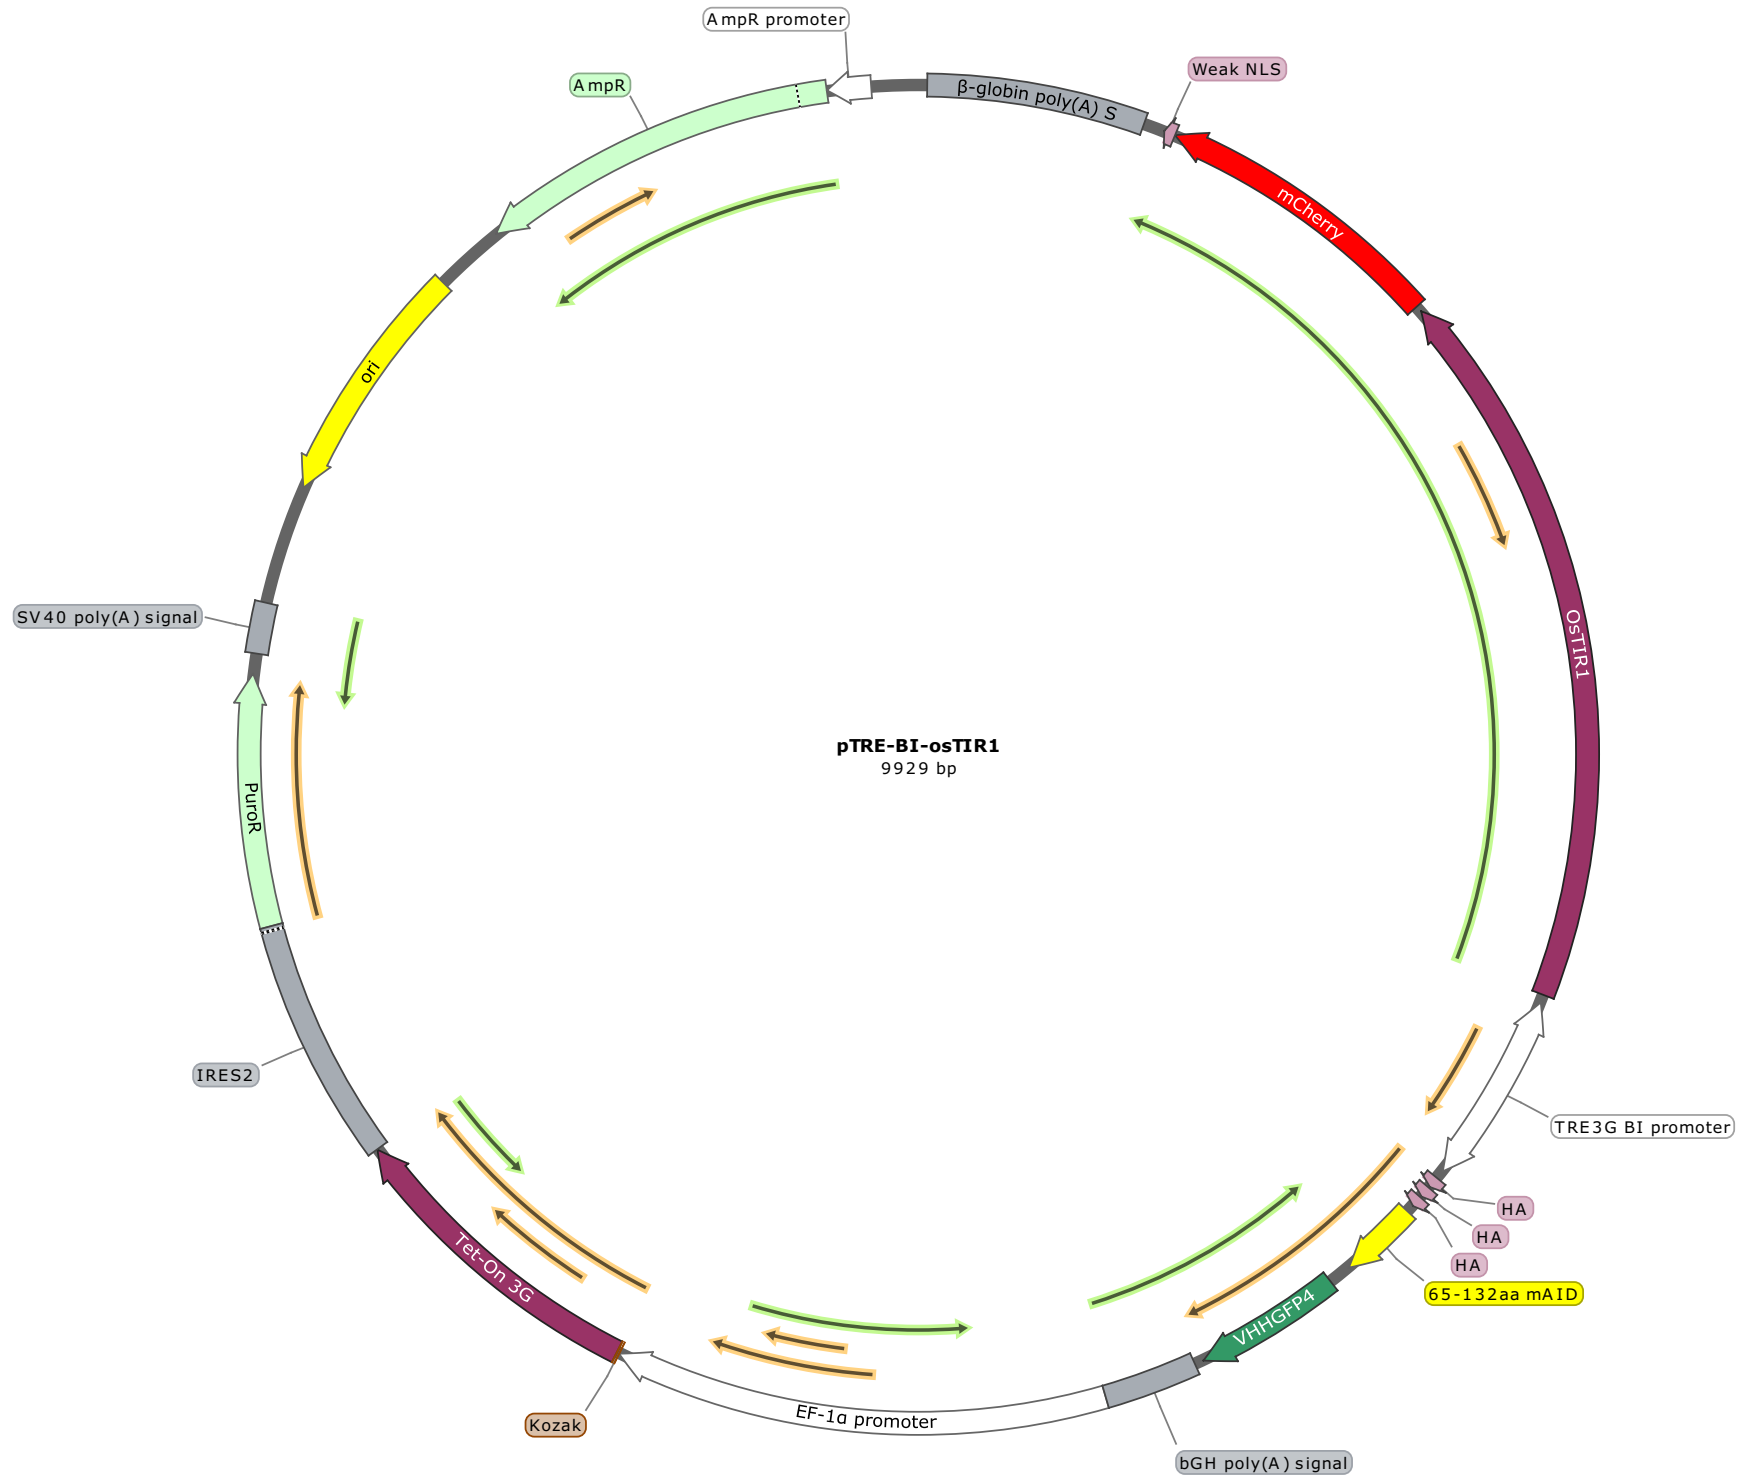 AmpR promoter
β-globin poly(A) S
Weak NLS
AmpR
mCherry
ori
OsTIR1
SV40 poly(A) signal
pTRE-BI-osTIR1
9929 bp
PuroR
IRES2
TRE3G BI promoter
HA
HA
HA
65-132aa mAID
Tet-On 3G
VHHGFP4
EF-1α promoter
Kozak
bGH poly(A) signal